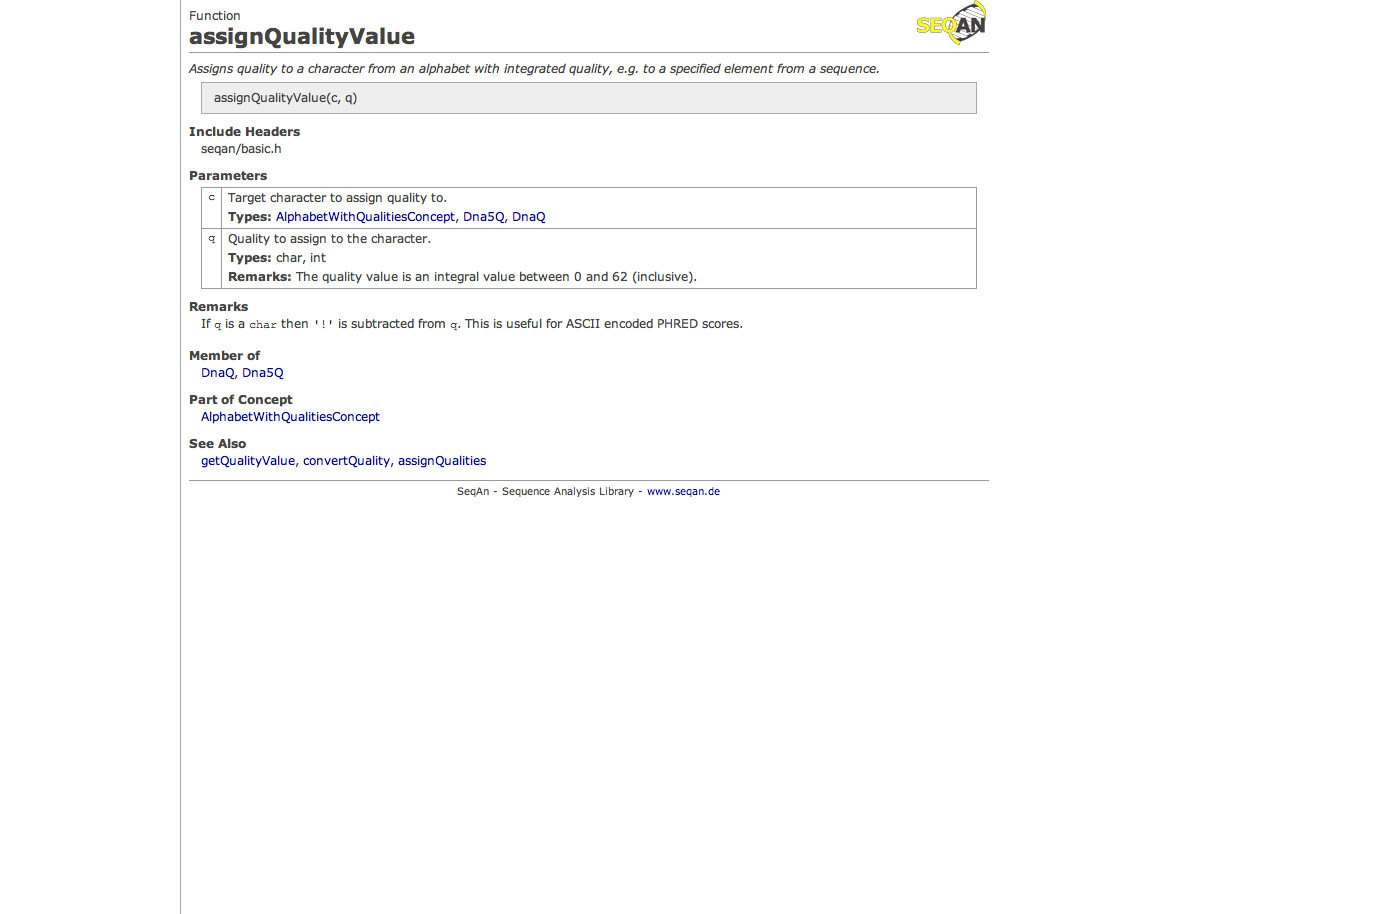 Function
SEQAN
assignQualityValue
Assigns quality to a character from an alphabet with integrated quality, e.g. to a specified element from a sequence.
assignQualityValue(c, q)
Include Headers
seqan/basic.h
Parameters
c Target character to assign quality to.
Types: AlphabetWithQualitiesConcept, Dna5Q, DnaQ
q Quality to assign to the character.
Types: char, int
Remarks: The quality value is an integral value between 0 and 62 (inclusive).
Remarks
If q is a char then '!' is subtracted from q. This is useful for ASCII encoded PHRED scores.
Member of
DnaQ, Dna5Q
Part of Concept
AlphabetWithQualitiesConcept
See Also
getQualityValue, convertQuality, assignQualities
SeqAn - Sequence Analysis Library - www.seqan.de